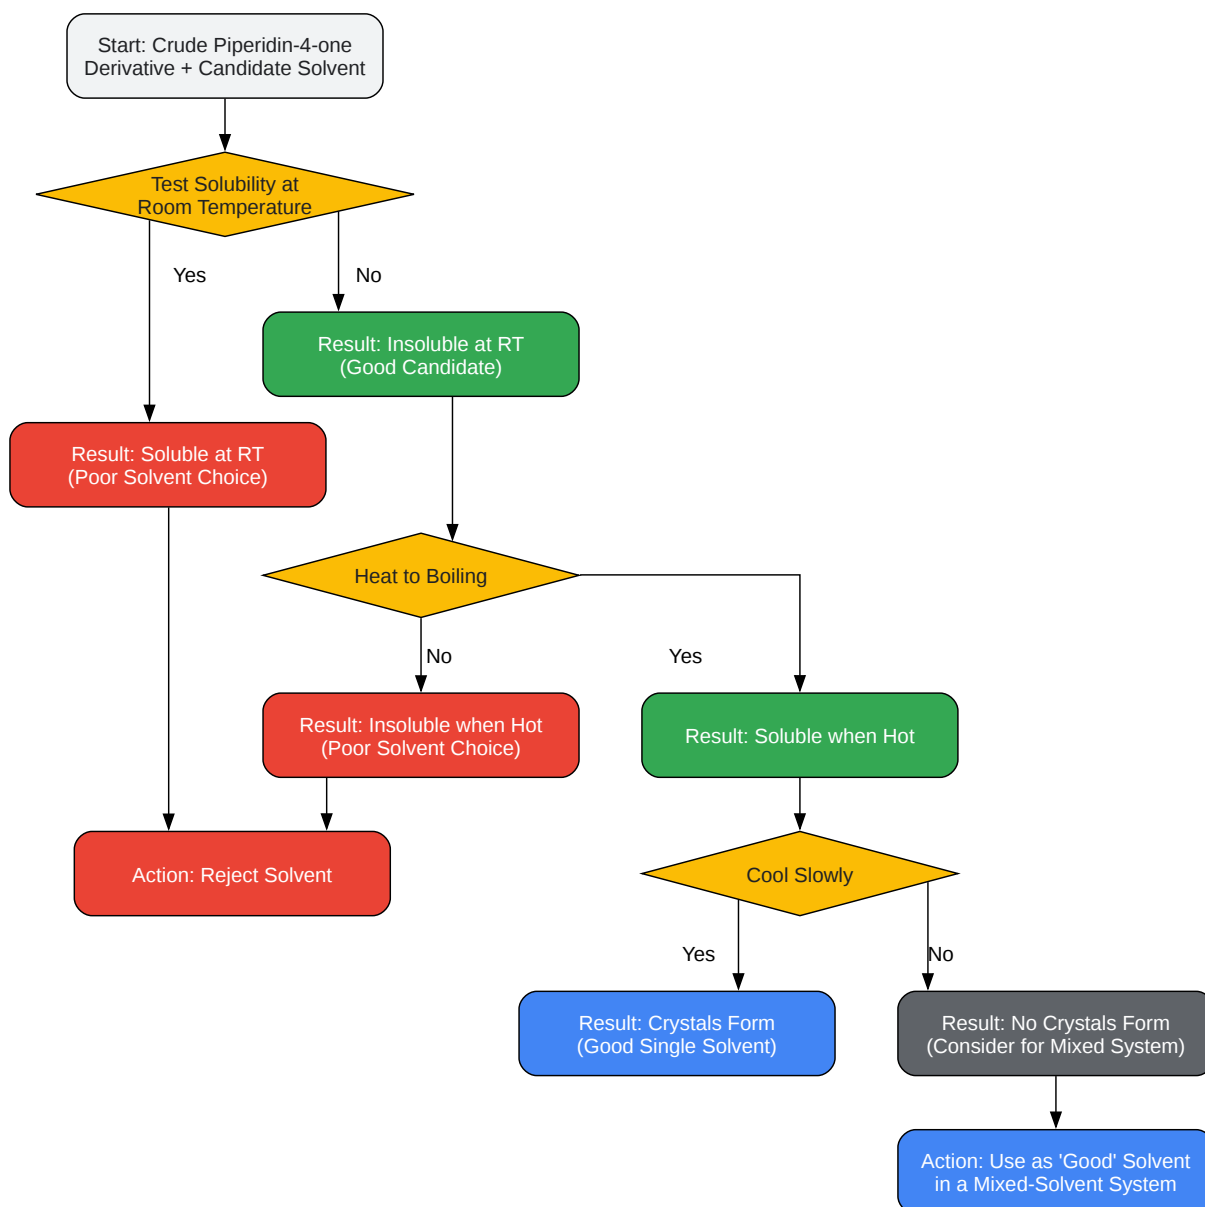 Start: Crude Piperidin-4-one
Derivative + Candidate Solvent
Test Solubility at
Room Temperature
Yes
No
Result: Insoluble at RT
(Good Candidate)
Result: Soluble at RT
(Poor Solvent Choice)
Heat to Boiling
No
Yes
Result: Insoluble when Hot
(Poor Solvent Choice)
Result: Soluble when Hot
Action: Reject Solvent
Cool Slowly
Yes
No
Result: Crystals Form
(Good Single Solvent)
Result: No Crystals Form
(Consider for Mixed System)
Action: Use as 'Good' Solvent
in a Mixed-Solvent System